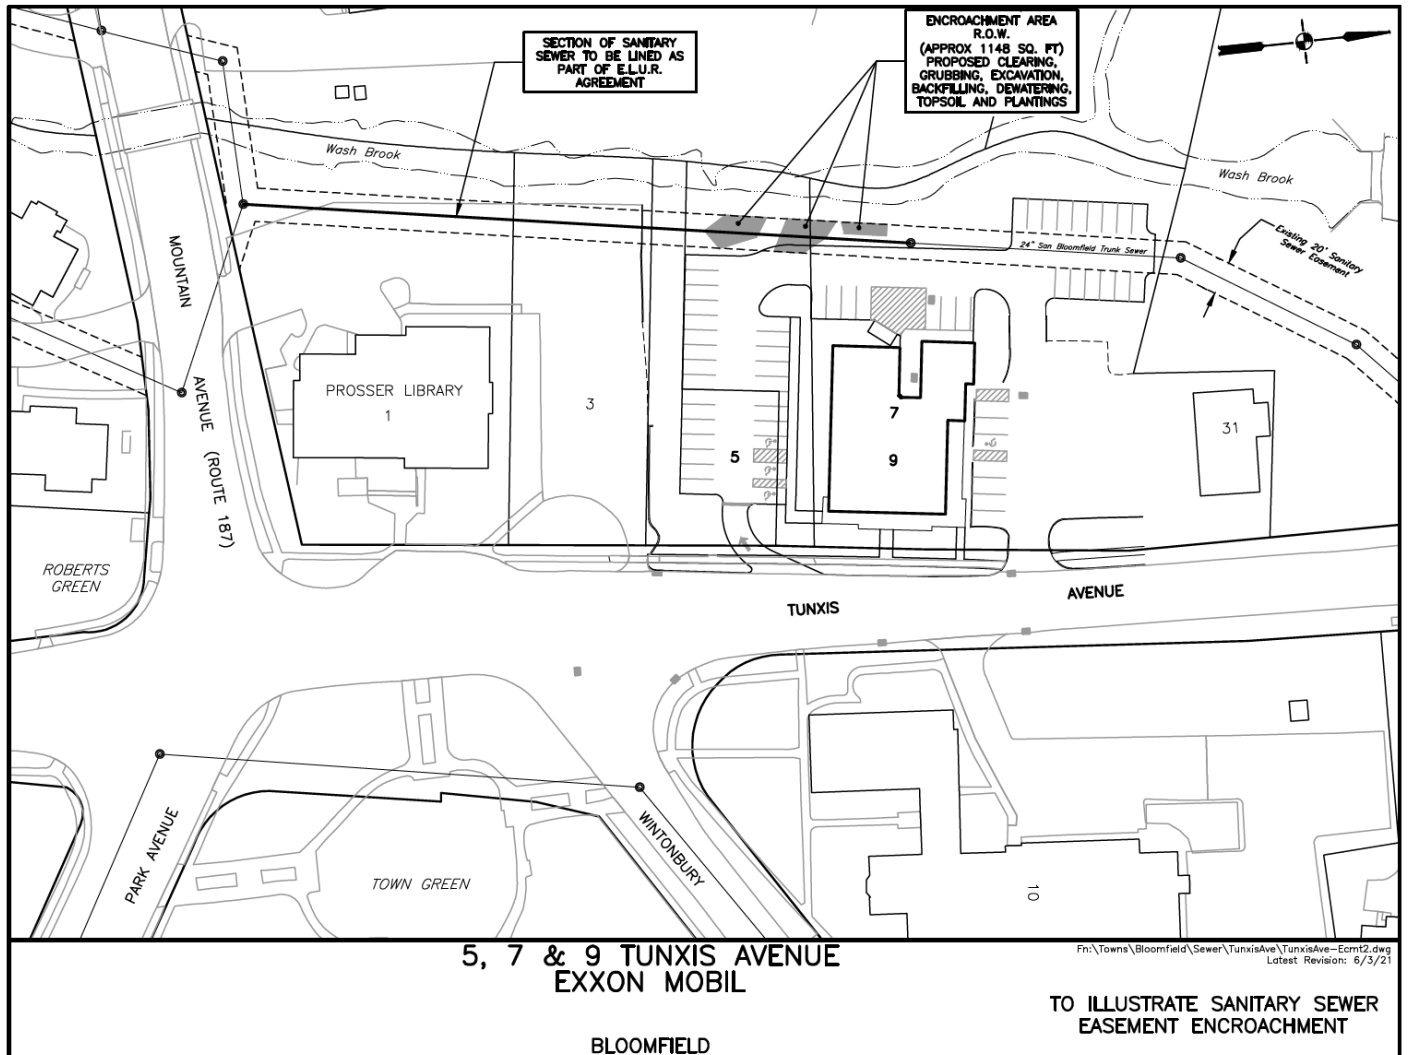 SECTION OF SANITARY
SEWER TO BE LINED AS
PART OF E.L.U.R.
AGREEMENT
ENCROACHMENT AREA
R.O.W.
(APPROX 1148 SQ. FT)
PROPOSED CLEARING,
GRUBBING, EXCAVATION,
BACKFILLING, DEWATERING,
TOPSOIL AND PLANTINGS
Wash Brook
Wash Brook
24" San Bloomfield Trunk Sewer
Existing 20' Sanitary
Sewer Easement
MOUNTAIN
AVENUE (ROUTE 187)
PROSSER LIBRARY
1
3
5
7
9
31
ROBERTS
GREEN
TUNXIS
AVENUE
PARK AVENUE
TOWN GREEN
WINTONBURY
10
5, 7 & 9 TUNXIS AVENUE
EXXON MOBIL
BLOOMFIELD
Fn:\Towns\Bloomfield\Sewer\TunxisAve\TunxisAve-Ecmt2.dwg
Latest Revision: 6/3/21
TO ILLUSTRATE SANITARY SEWER
EASEMENT ENCROACHMENT